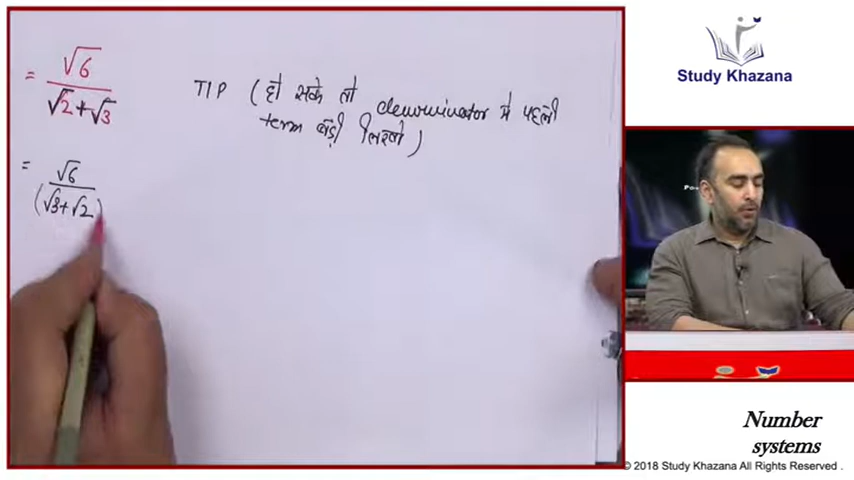 = √6 / (√2+√3)
TIP (हो सके तो denominator में पहली
term बड़ी लिखो)
= √6 / (√3+√2)
Study Khazana
Number
systems
© 2018 Study Khazana All Rights Reserved .